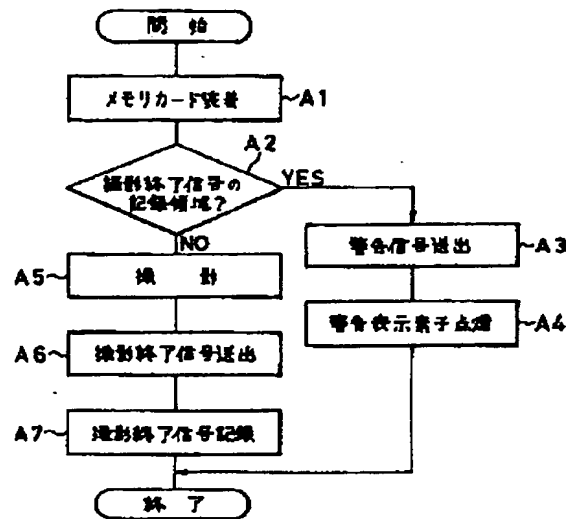 開始
メモリカード装着
A1
A2
撮影終了信号の
記録領域?
YES
NO
警告信号送出
A3
警告表示素子点燈
A4
A5
撮影
A6
撮影終了信号送出
A7
撮影終了信号記録
終了